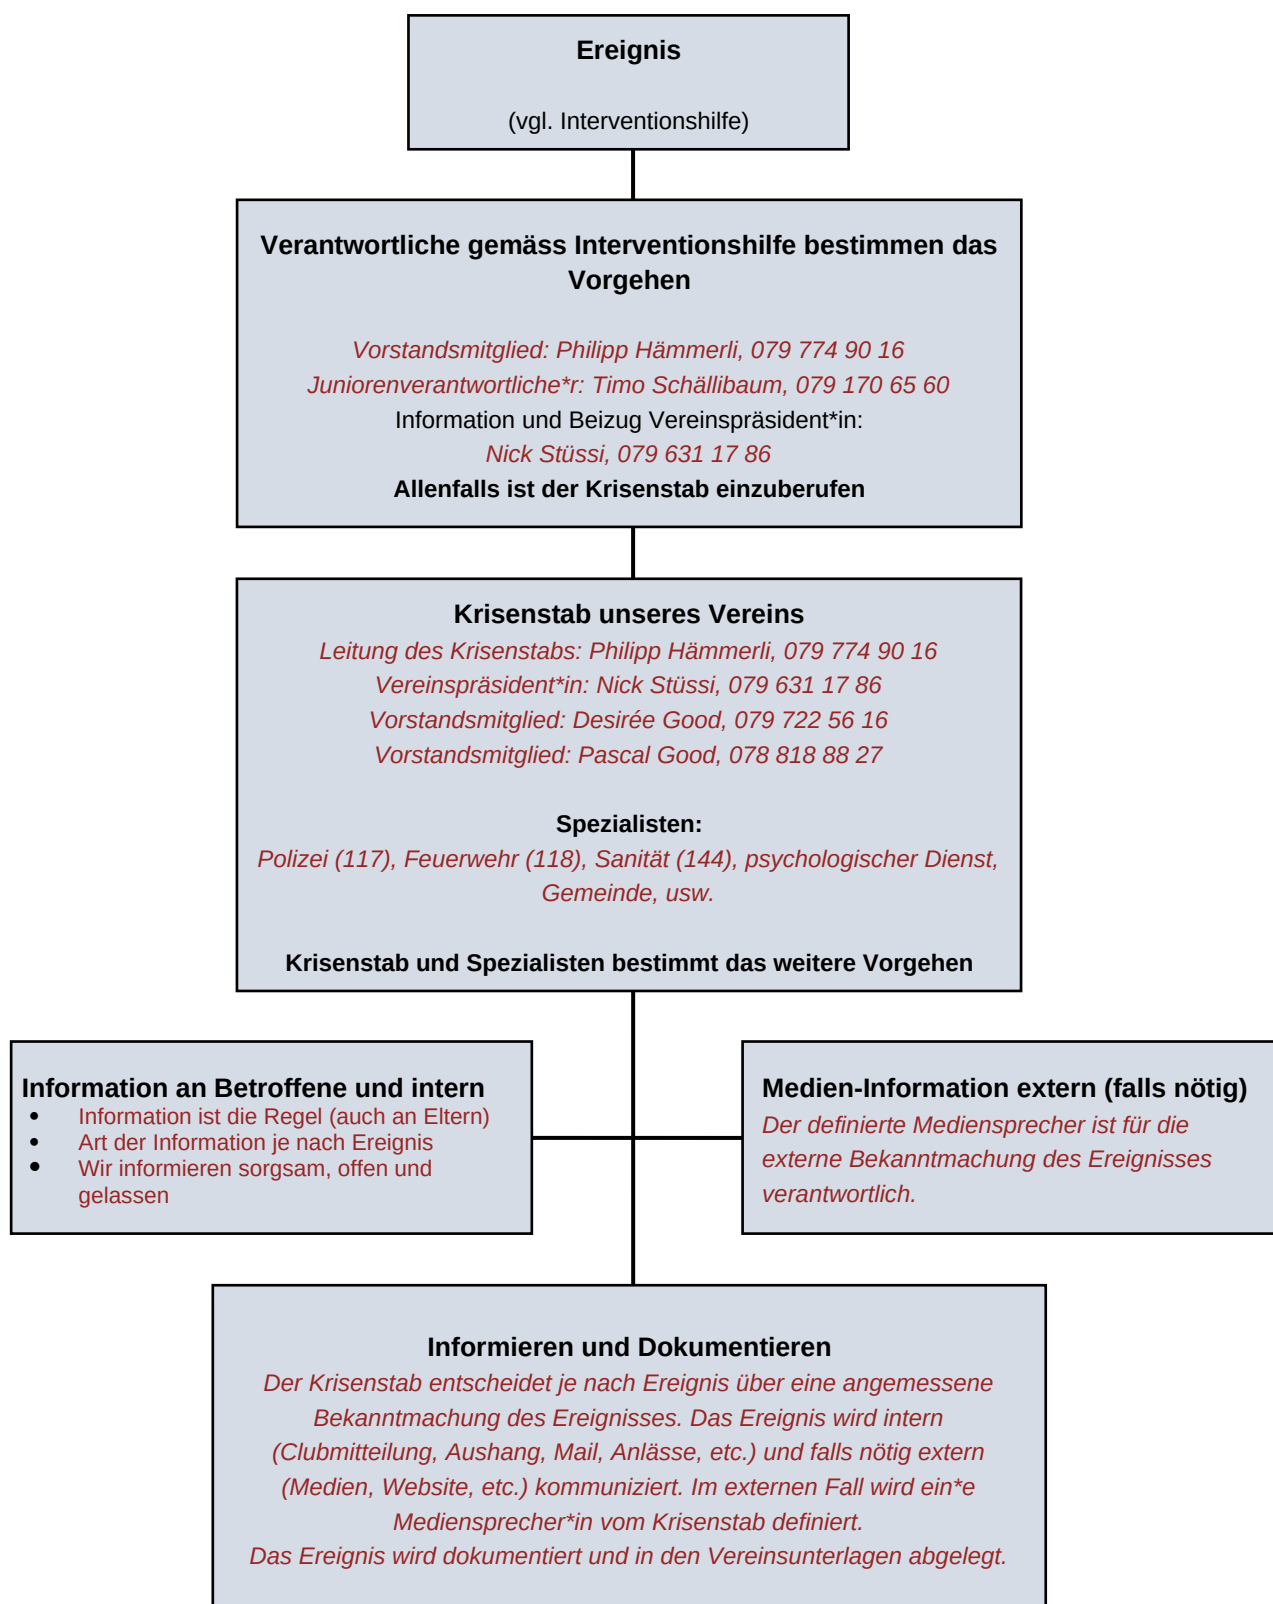 Ereignis
(vgl. Interventionshilfe)
Verantwortliche gemäss Interventionshilfe bestimmen das
Vorgehen
Vorstandsmitglied: Philipp Hämmerli, 079 774 90 16
Juniorenverantwortliche*r: Timo Schällibaum, 079 170 65 60
Information und Beizug Vereinspräsident*in:
Nick Stüssi, 079 631 17 86
Allenfalls ist der Krisenstab einzuberufen
Krisenstab unseres Vereins
Leitung des Krisenstabs: Philipp Hämmerli, 079 774 90 16
Vereinspräsident*in: Nick Stüssi, 079 631 17 86
Vorstandsmitglied: Desirée Good, 079 722 56 16
Vorstandsmitglied: Pascal Good, 078 818 88 27
Spezialisten:
Polizei (117), Feuerwehr (118), Sanität (144), psychologischer Dienst,
Gemeinde, usw.
Krisenstab und Spezialisten bestimmt das weitere Vorgehen
Information an Betroffene und intern
• Information ist die Regel (auch an Eltern)
• Art der Information je nach Ereignis
• Wir informieren sorgsam, offen und
gelassen
Medien-Information extern (falls nötig)
Der definierte Mediensprecher ist für die
externe Bekanntmachung des Ereignisses
verantwortlich.
Informieren und Dokumentieren
Der Krisenstab entscheidet je nach Ereignis über eine angemessene
Bekanntmachung des Ereignisses. Das Ereignis wird intern
(Clubmitteilung, Aushang, Mail, Anlässe, etc.) und falls nötig extern
(Medien, Website, etc.) kommuniziert. Im externen Fall wird ein*e
Mediensprecher*in vom Krisenstab definiert.
Das Ereignis wird dokumentiert und in den Vereinsunterlagen abgelegt.